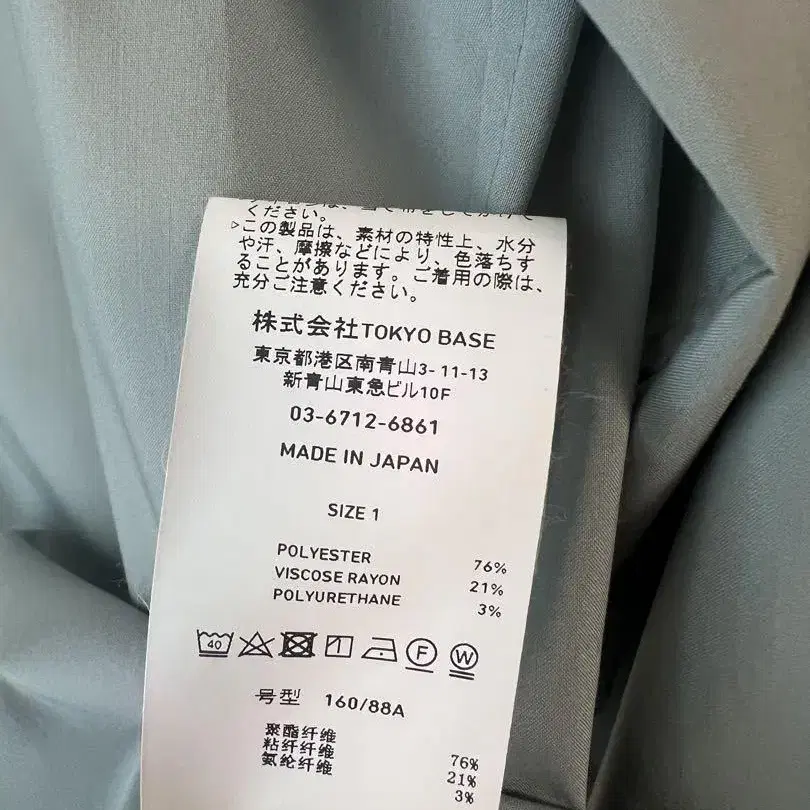 ください。
▷この製品は、素材の特性上、水分
や汗、摩擦などにより、色落ちす
ることがあります。ご着用の際は、
充分ご注意ください。
株式会社TOKYO BASE
東京都港区南青山3-11-13
新青山東急ビル10F
03-6712-6861
MADE IN JAPAN
SIZE 1
POLYESTER 76%
VISCOSE RAYON 21%
POLYURETHANE 3%
40 F W
号型 160/88A
聚酯纤维 76%
粘纤纤维 21%
氨纶纤维 3%